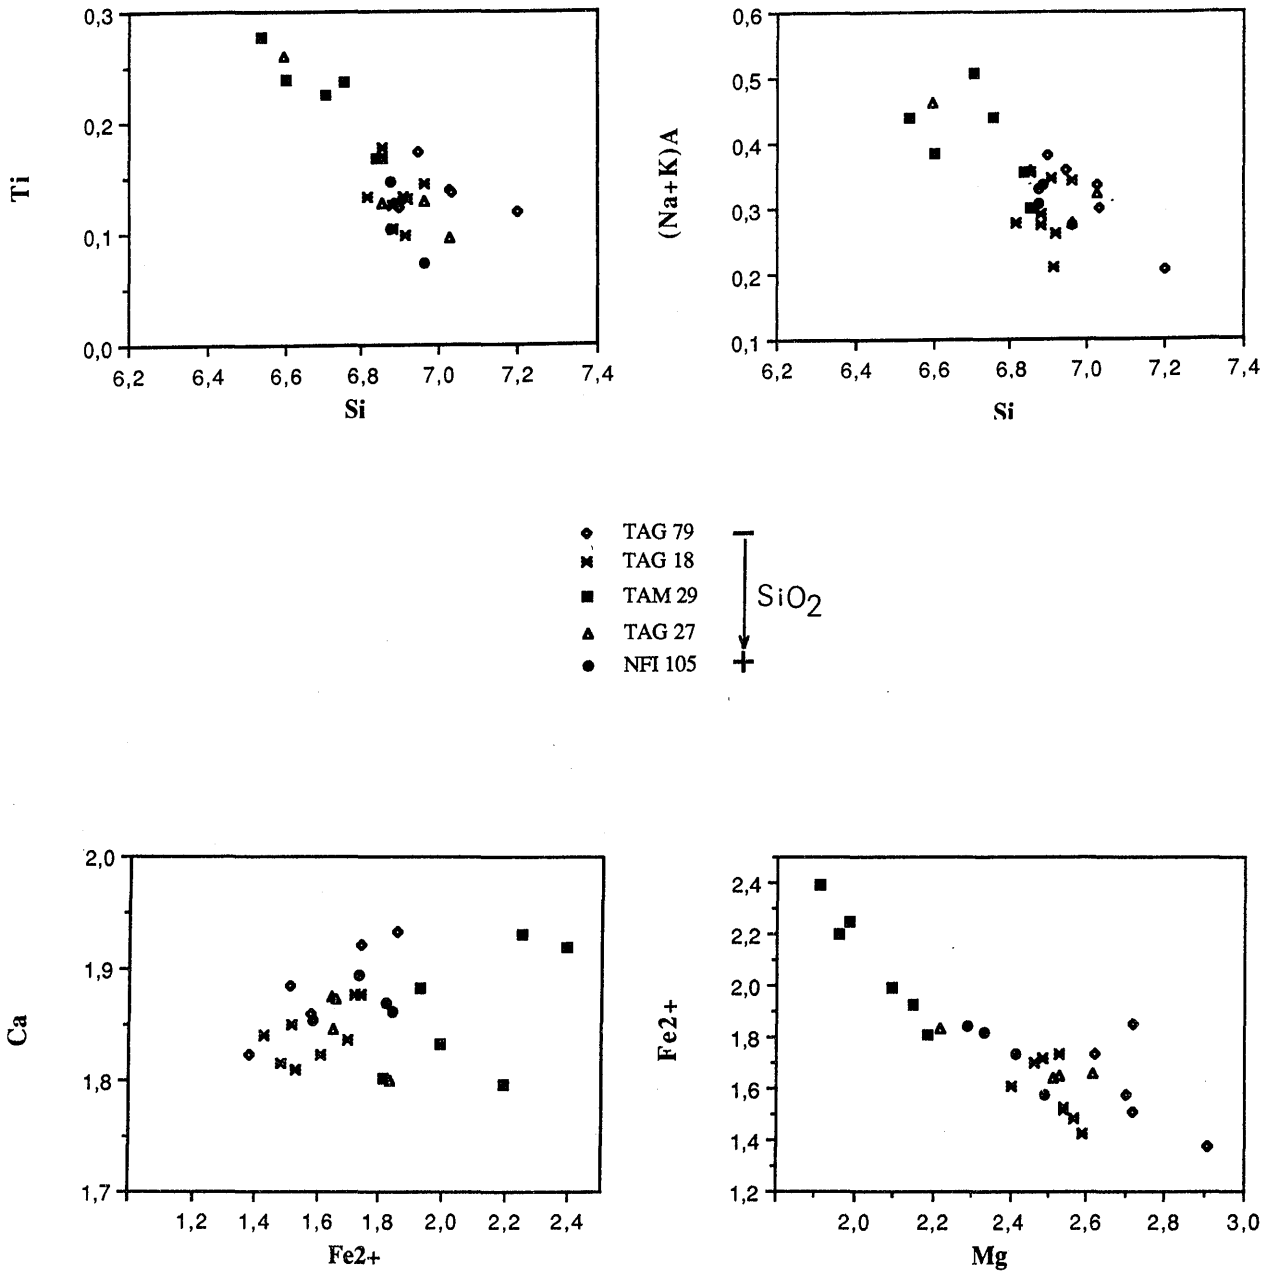 Ti
0,3
0,2
0,1
0,0
6,2 6,4 6,6 6,8 7,0 7,2 7,4
Si
(Na+K)A
0,6
0,5
0,4
0,3
0,2
0,1
6,2 6,4 6,6 6,8 7,0 7,2 7,4
Si
TAG 79
TAG 18
TAM 29
TAG 27
NFI 105
−
SiO2
+
Ca
2,0
1,9
1,8
1,7
1,2 1,4 1,6 1,8 2,0 2,2 2,4
Fe2+
Fe2+
2,4
2,2
2,0
1,8
1,6
1,4
1,2
2,0 2,2 2,4 2,6 2,8 3,0
Mg